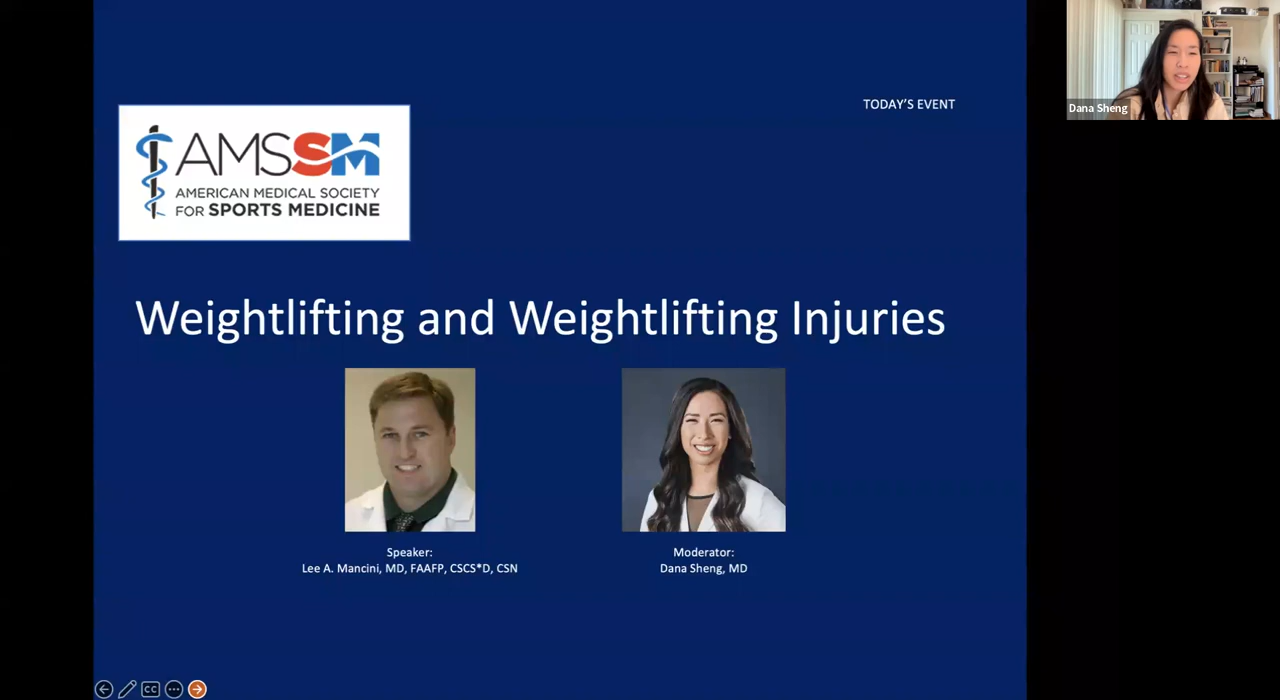 TODAY'S EVENT
AMSSM
AMERICAN MEDICAL SOCIETY
FOR SPORTS MEDICINE
Weightlifting and Weightlifting Injuries
Speaker:
Lee A. Mancini, MD, FAAFP, CSCS*D, CSN
Moderator:
Dana Sheng, MD
Dana Sheng
CC